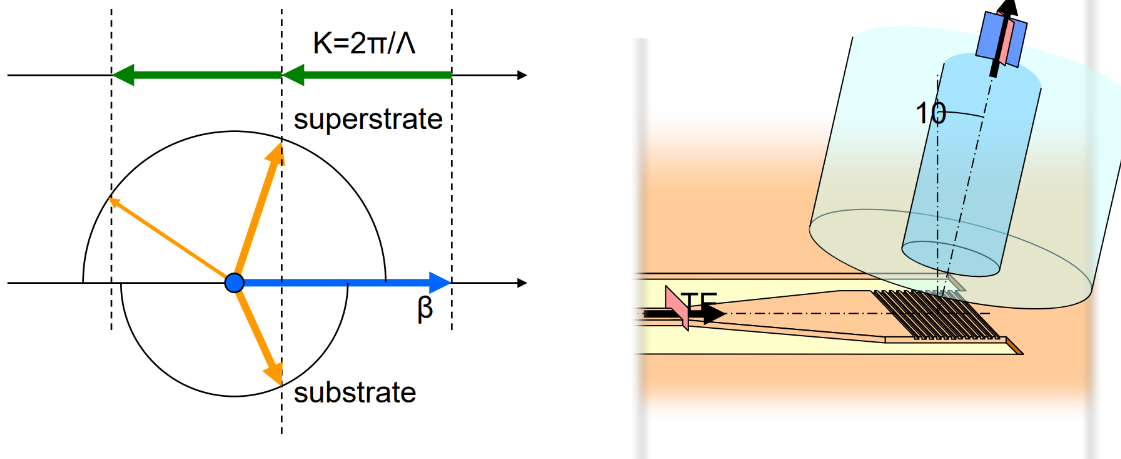 K=2π/Λ
superstrate
β
substrate
10
TE